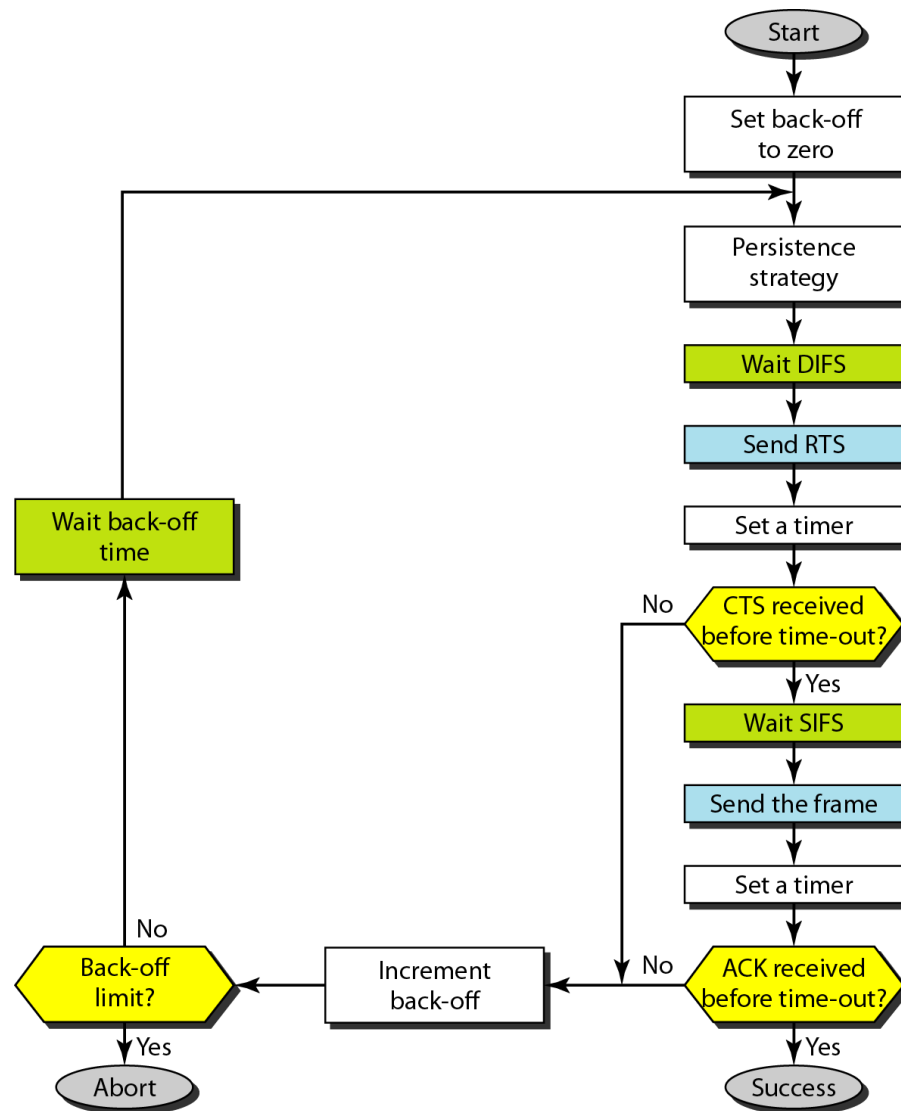 Start
Set back-off
to zero
Persistence
strategy
Wait DIFS
Send RTS
Wait back-off
time
Set a timer
No
CTS received
before time-out?
Yes
Wait SIFS
Send the frame
Set a timer
No
Back-off
limit?
Increment
back-off
No
ACK received
before time-out?
Yes
Abort
Yes
Success